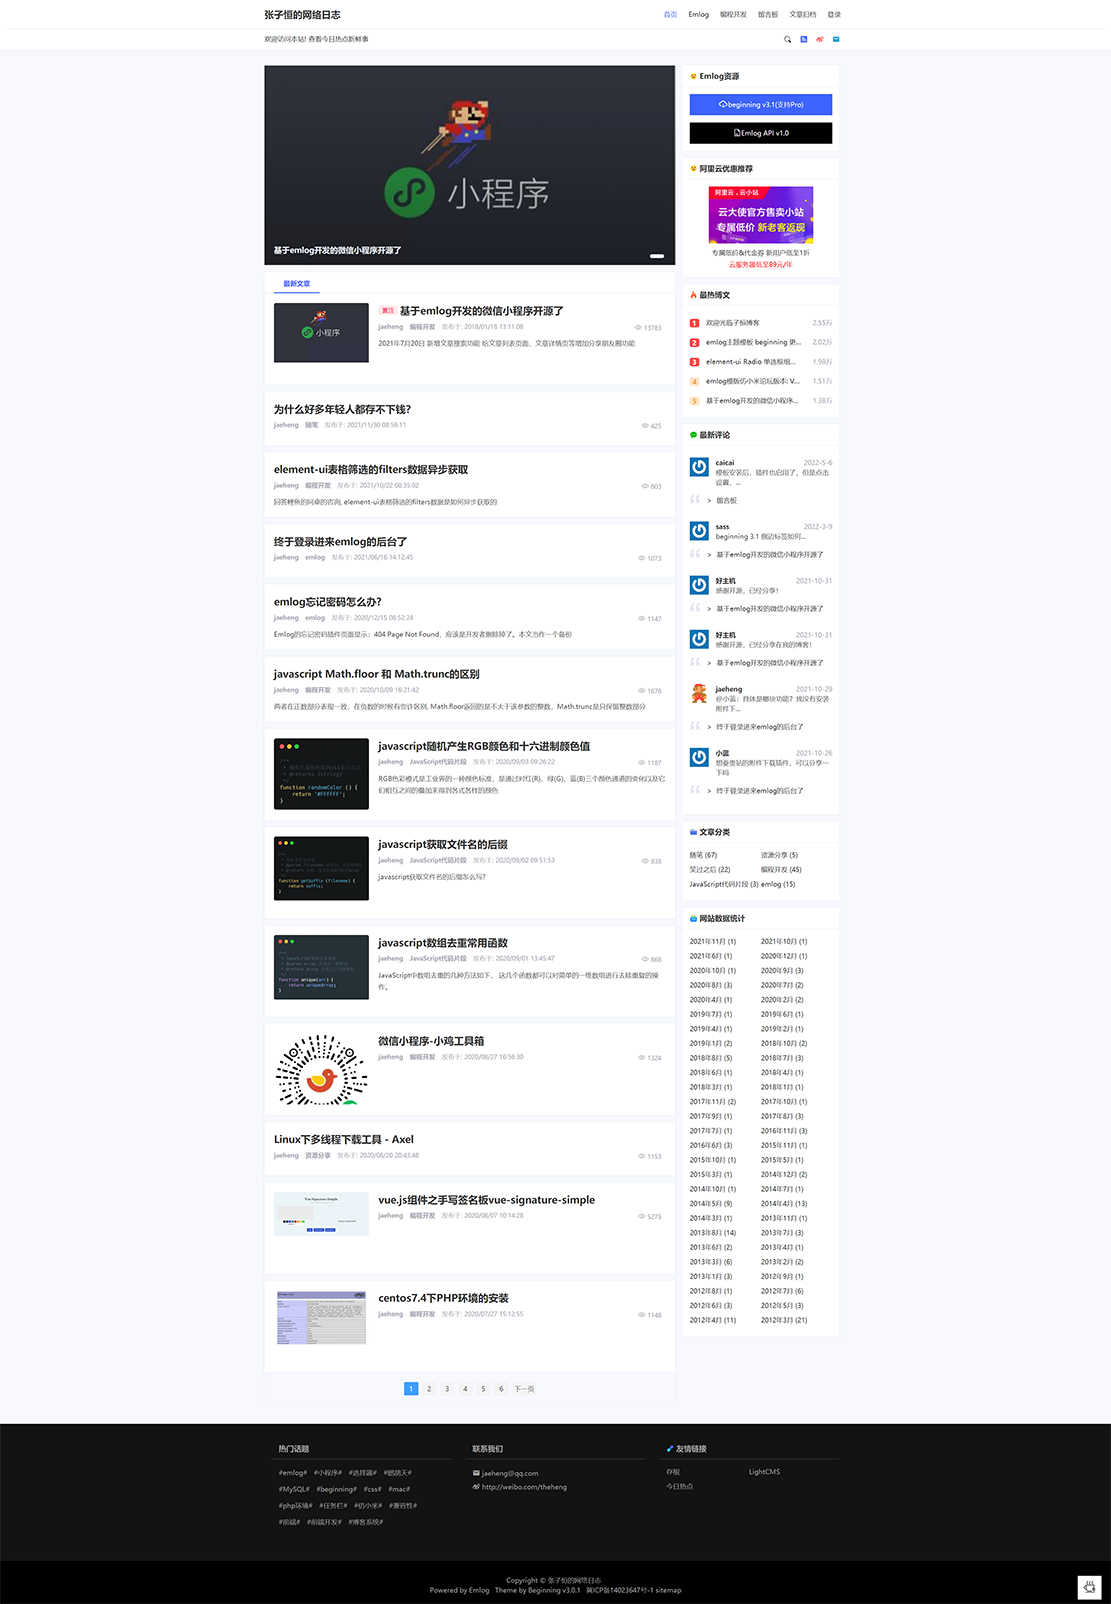 张子恒的网络日志
首页 Emlog 编程开发 留言板 文章归档 登录
欢迎访问本站! 查看今日热点新鲜事
小程序
基于emlog开发的微信小程序开源了
最新文章
小程序
置顶 基于emlog开发的微信小程序开源了
jaeheng 编程开发 发布于: 2018/01/18 13:11:08 13783
2021年7月20日 新增文章搜索功能 给文章列表页面、文章详情页等增加分享朋友圈功能
为什么好多年轻人都存不下钱?
jaeheng 随笔 发布于: 2021/11/30 08:56:11 425
element-ui表格筛选的filters数据异步获取
jaeheng 编程开发 发布于: 2021/10/22 08:35:02 803
回答鲤鱼的同桌的咨询, element-ui表格筛选的filters数据是如何异步获取的
终于登录进来emlog的后台了
jaeheng emlog 发布于: 2021/06/16 14:12:45 1073
emlog忘记密码怎么办?
jaeheng emlog 发布于: 2020/12/15 08:52:24 1147
Emlog的忘记密码插件页面显示: 404 Page Not Found, 应该是开发者删除掉了。本文当作一个备份
javascript Math.floor 和 Math.trunc的区别
jaeheng 编程开发 发布于: 2020/10/09 16:21:42 1676
两者在正数部分表现一致, 在负数的时候有些许区别, Math.floor返回的是不大于该参数的整数, Math.trunc是只保留整数部分
function randomColor () {
return '#FFFFFF';
}
javascript随机产生RGB颜色和十六进制颜色值
jaeheng JavaScript代码片段 发布于: 2020/09/03 09:26:22 1187
RGB色彩模式是工业界的一种颜色标准, 是通过对红(R)、绿(G)、蓝(B)三个颜色通道的变化以及它
们相互之间的叠加来得到各式各样的颜色
function getSuffix (filename) {
return suffix;
}
javascript获取文件名的后缀
jaeheng JavaScript代码片段 发布于: 2020/09/02 09:51:53 938
javascript获取文件名的后缀怎么写?
function unique(arr) {
return uniqueArray;
}
javascript数组去重常用函数
jaeheng JavaScript代码片段 发布于: 2020/09/01 13:45:47 868
JavaScript中数组去重的几种方法如下, 这几个函数都可以对简单的一维数组进行去除重复的操
作。
微信小程序-小鸡工具箱
jaeheng 编程开发 发布于: 2020/08/27 16:56:30 1324
Linux下多线程下载工具 - Axel
jaeheng 资源分享 发布于: 2020/08/20 20:43:48 1153
vue.js组件之手写签名板vue-signature-simple
jaeheng 编程开发 发布于: 2020/08/07 10:14:28 5275
centos7.4下PHP环境的安装
jaeheng 编程开发 发布于: 2020/07/27 15:12:55 1148
1 2 3 4 5 6 下一页
Emlog资源
beginning v3.1(支持Pro)
Emlog API v1.0
阿里云优惠推荐
阿里云 , 云小站
云大使官方售卖小站
专属低价 新老客返现
专属低价&代金券 新用户低至1折
云服务器低至89元/年
最热博文
1 欢迎光临子恒博客 2.55万
2 emlog主题模板 beginning 更... 2.02万
3 element-ui Radio 单选框组... 1.98万
4 emlog模版仿小米论坛版本: V... 1.51万
5 基于emlog开发的微信小程序... 1.38万
最新评论
caicai 2022-5-6
模板安装后, 插件也启用了, 但是点击
设置, ...
> 留言板
sass 2022-3-9
beginning 3.1 侧边标签如何...
> 基于emlog开发的微信小程序开源了
好主机 2021-10-31
感谢开源, 已经分享!
> 基于emlog开发的微信小程序开源了
好主机 2021-10-31
感谢开源, 已经分享在我的博客!
> 基于emlog开发的微信小程序开源了
jaeheng 2021-10-29
@小蓝: 具体是哪块功能? 我没有安装
附件下...
> 终于登录进来emlog的后台了
小蓝 2021-10-26
想要贵站的附件下载插件, 可以分享一
下吗
> 终于登录进来emlog的后台了
文章分类
随笔 (67) 资源分享 (5)
笑过之后 (22) 编程开发 (45)
JavaScript代码片段 (3) emlog (15)
网站数据统计
2021年11月 (1) 2021年10月 (1)
2021年6月 (1) 2020年12月 (1)
2020年10月 (1) 2020年9月 (3)
2020年8月 (3) 2020年7月 (2)
2020年4月 (1) 2020年2月 (2)
2019年7月 (1) 2019年6月 (1)
2019年4月 (1) 2019年2月 (1)
2019年1月 (2) 2018年10月 (2)
2018年8月 (5) 2018年7月 (3)
2018年6月 (1) 2018年4月 (1)
2018年3月 (1) 2018年1月 (1)
2017年11月 (2) 2017年10月 (1)
2017年9月 (1) 2017年8月 (3)
2017年7月 (1) 2016年11月 (3)
2016年6月 (3) 2015年11月 (1)
2015年10月 (1) 2015年5月 (1)
2015年3月 (1) 2014年12月 (2)
2014年10月 (1) 2014年7月 (1)
2014年5月 (9) 2014年4月 (13)
2014年3月 (1) 2013年11月 (1)
2013年8月 (14) 2013年7月 (3)
2013年6月 (2) 2013年4月 (1)
2013年3月 (6) 2013年2月 (2)
2013年1月 (3) 2012年9月 (1)
2012年8月 (1) 2012年7月 (6)
2012年6月 (3) 2012年5月 (3)
2012年4月 (11) 2012年3月 (21)
热门话题
#emlog# #小程序# #选择器# #鹧鸪天#
#MySQL# #beginning# #css# #mac#
#php环境# #任务栏# #仿小米# #兼容性#
#前端# #前端开发# #博客系统#
联系我们
jaeheng@qq.com
http://weibo.com/theheng
友情链接
存根 LightCMS
今日热点
Copyright © 张子恒的网络日志
Powered by Emlog Theme by Beginning v3.0.1 冀ICP备14023647号-1 sitemap